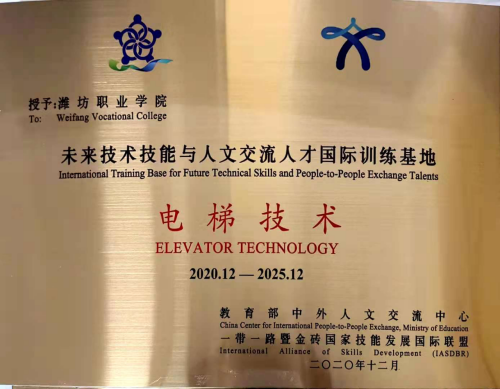 授予:潍坊职业学院
To: Weifang Vocational College
未来技术技能与人文交流人才国际训练基地
International Training Base for Future Technical Skills and People-to-People Exchange Talents
电梯技术
ELEVATOR TECHNOLOGY
2020.12—2025.12
教育部中外人文交流中心
China Center for International People-to-People Exchange, Ministry of Education
一带一路暨金砖国家技能发展国际联盟
International Alliance of Skills Development (IASDBR)
二〇二〇年十二月